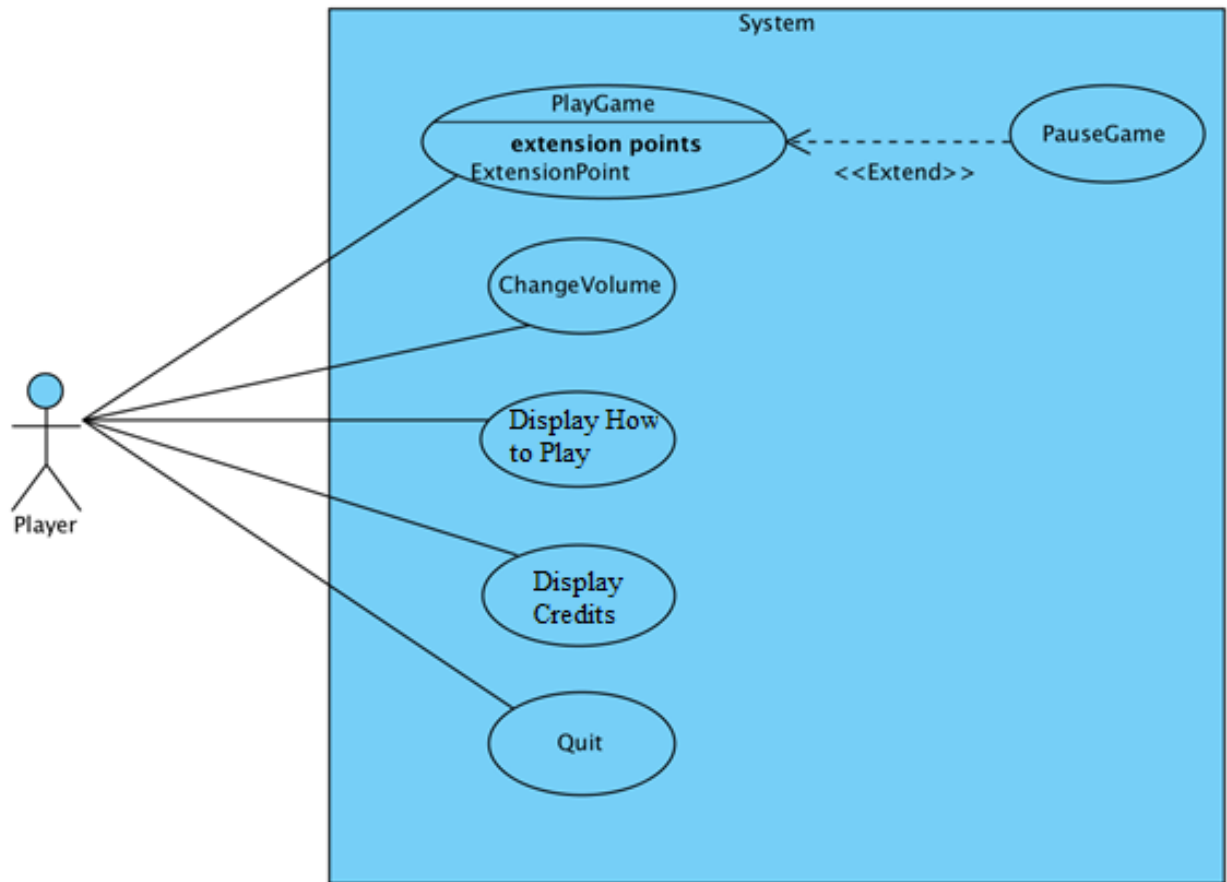 System
PlayGame
extension points
ExtensionPoint
PauseGame
<<Extend>>
ChangeVolume
Display How
to Play
Player
Display
Credits
Quit